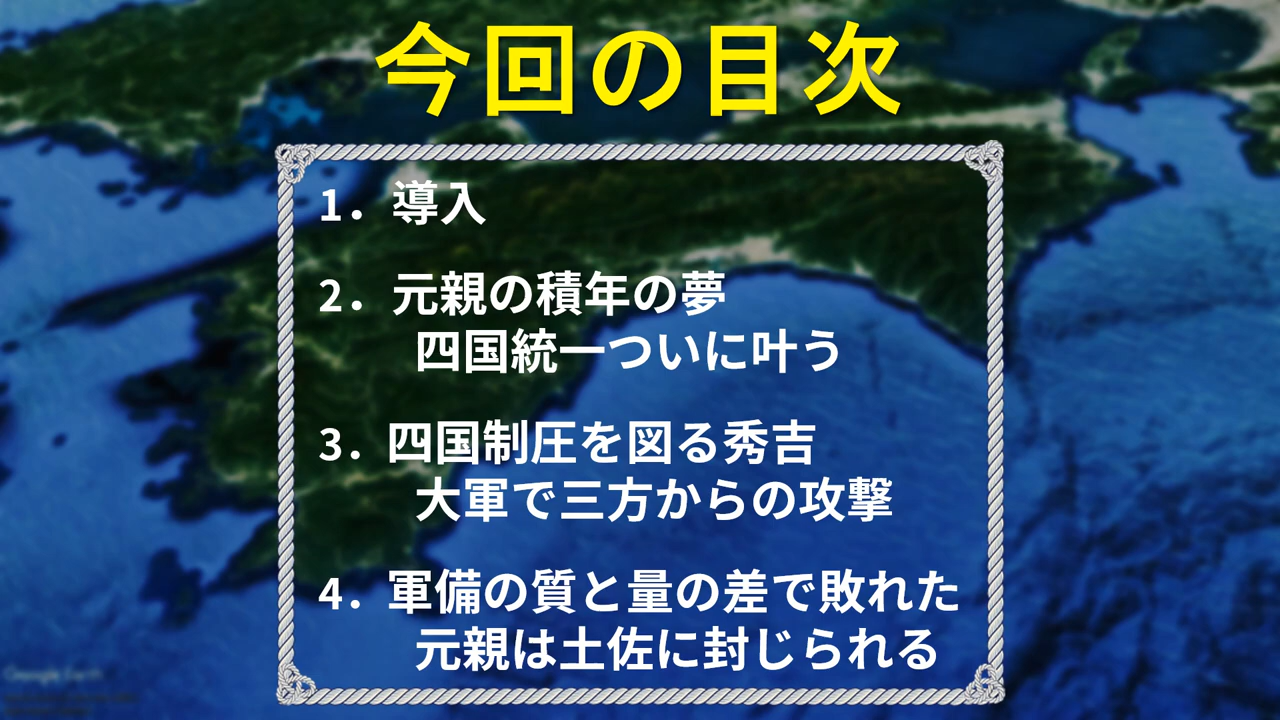 今回の目次
1．導入
2．元親の積年の夢
四国統一ついに叶う
3．四国制圧を図る秀吉
大軍で三方からの攻撃
4．軍備の質と量の差で敗れた
元親は土佐に封じられる
Google Earth